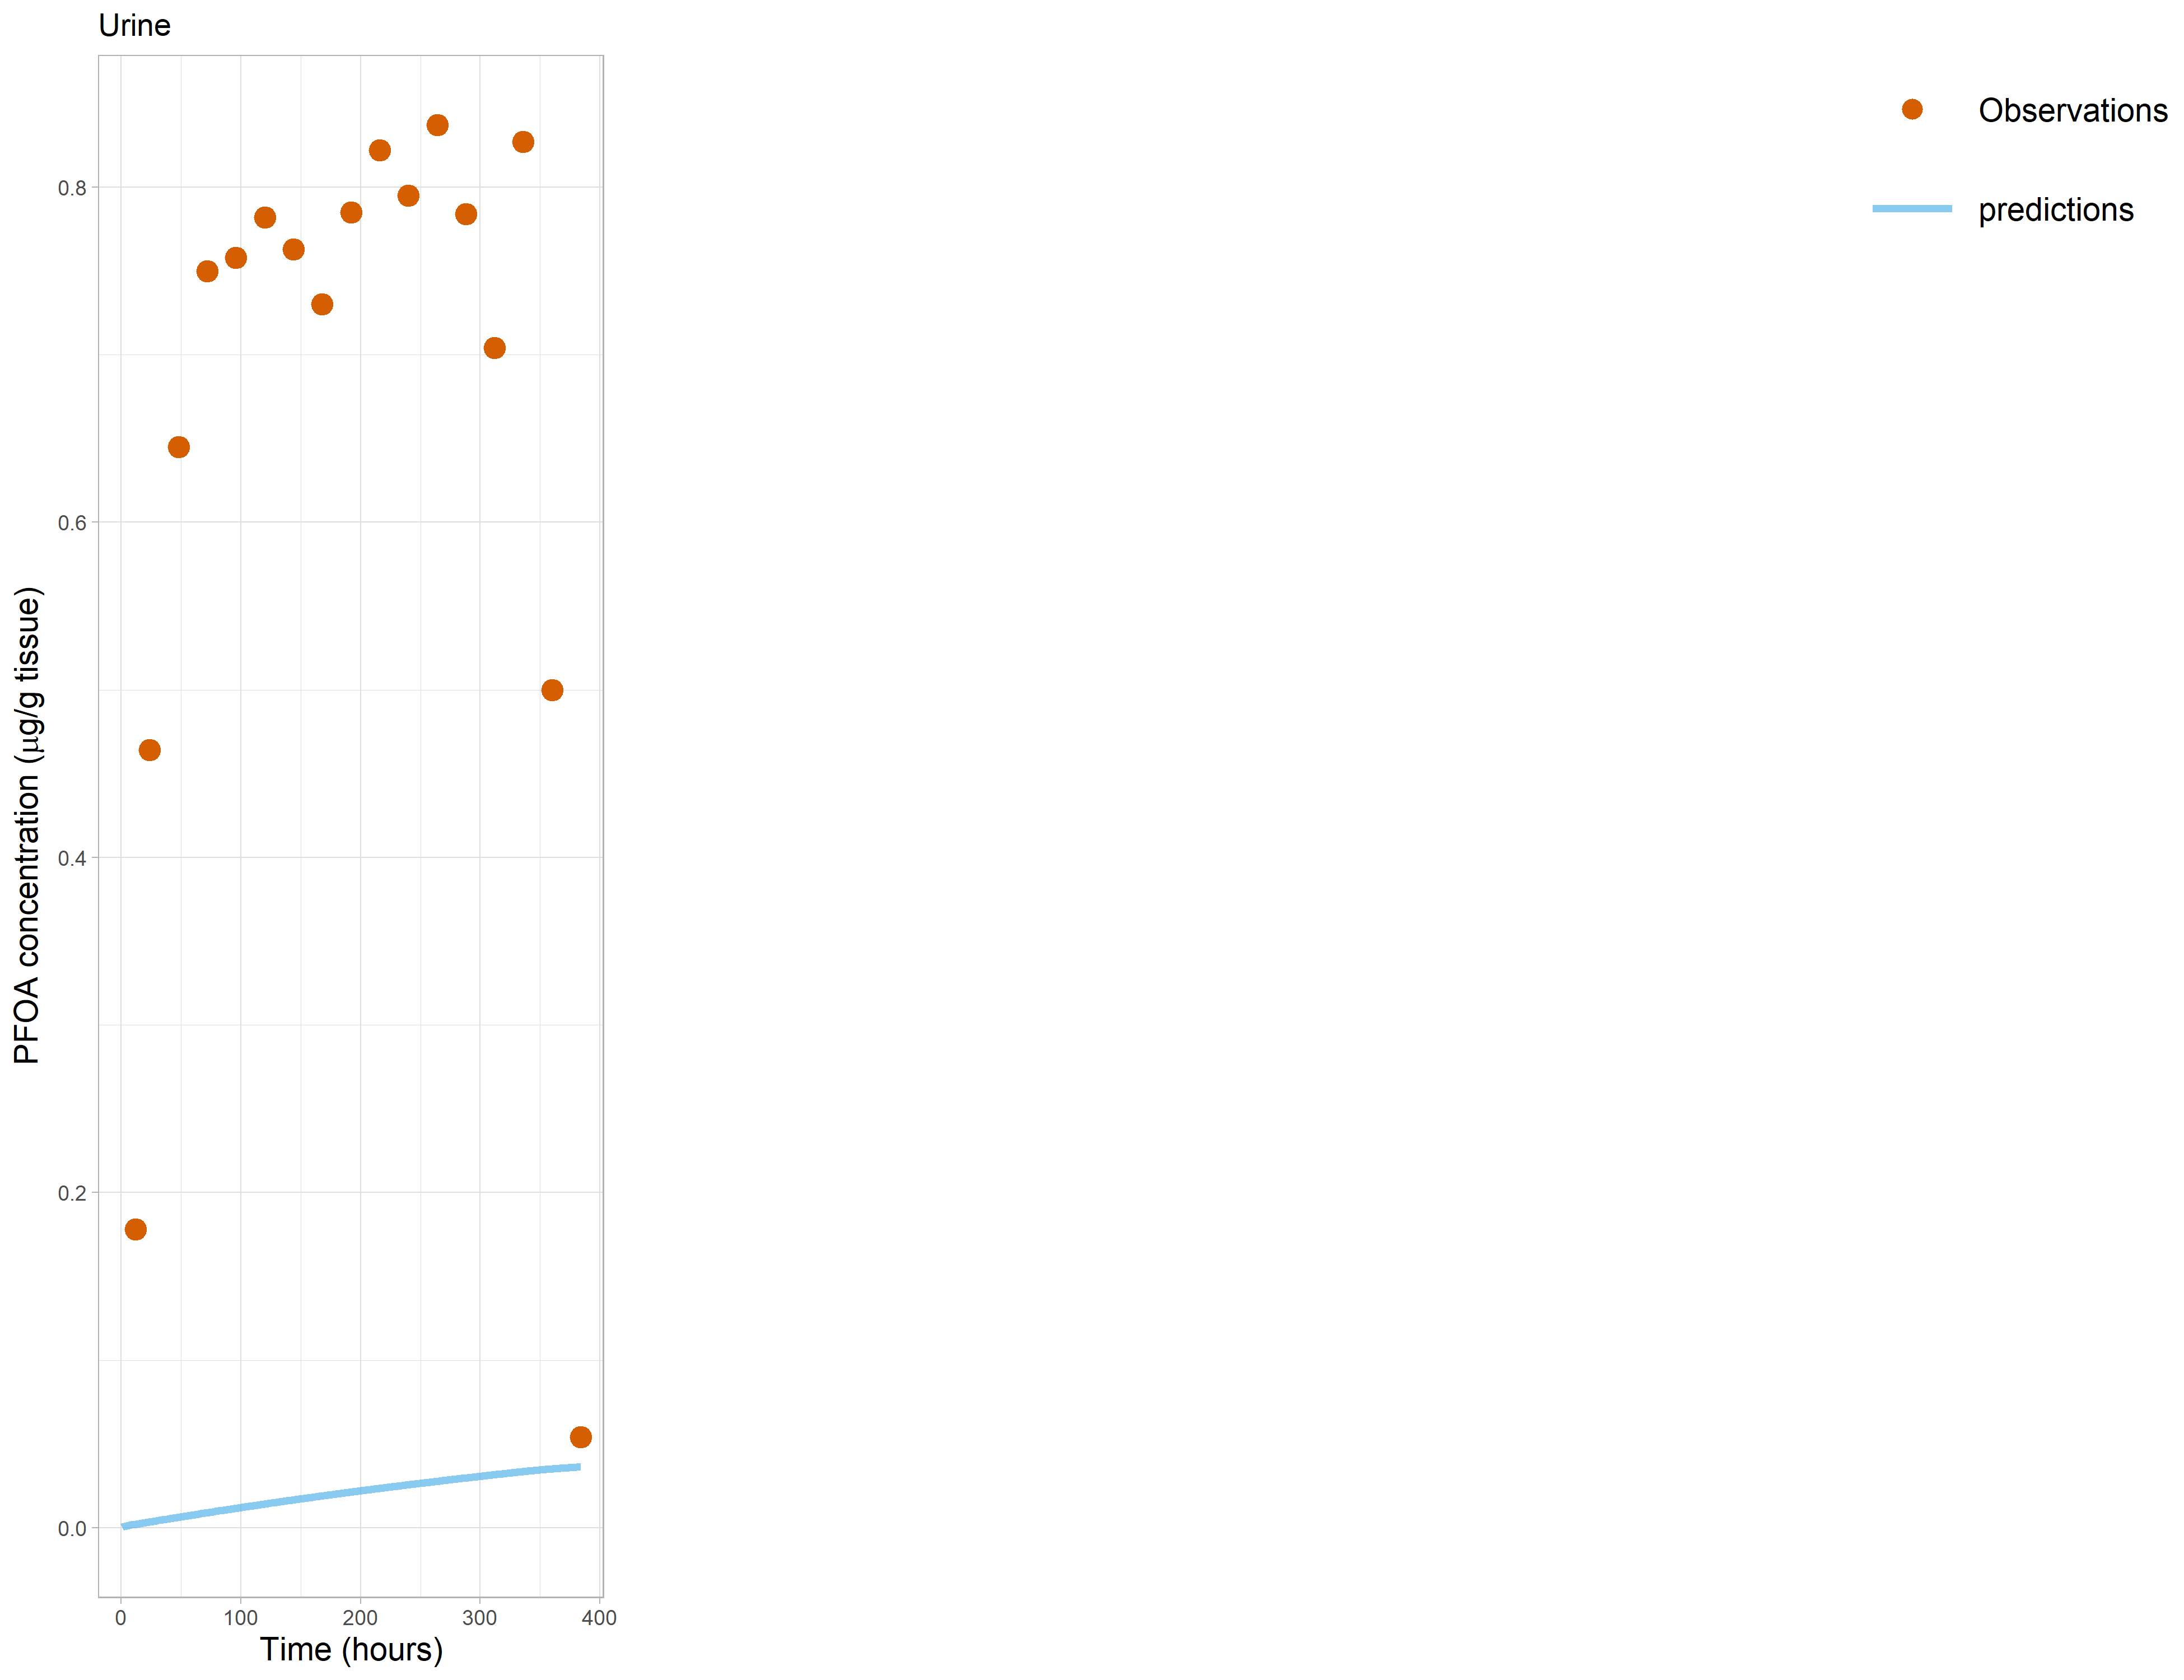 Urine
PFOA concentration (μg/g tissue)
0.8
0.6
0.4
0.2
0.0
0 100 200 300 400
Time (hours)
Observations
predictions